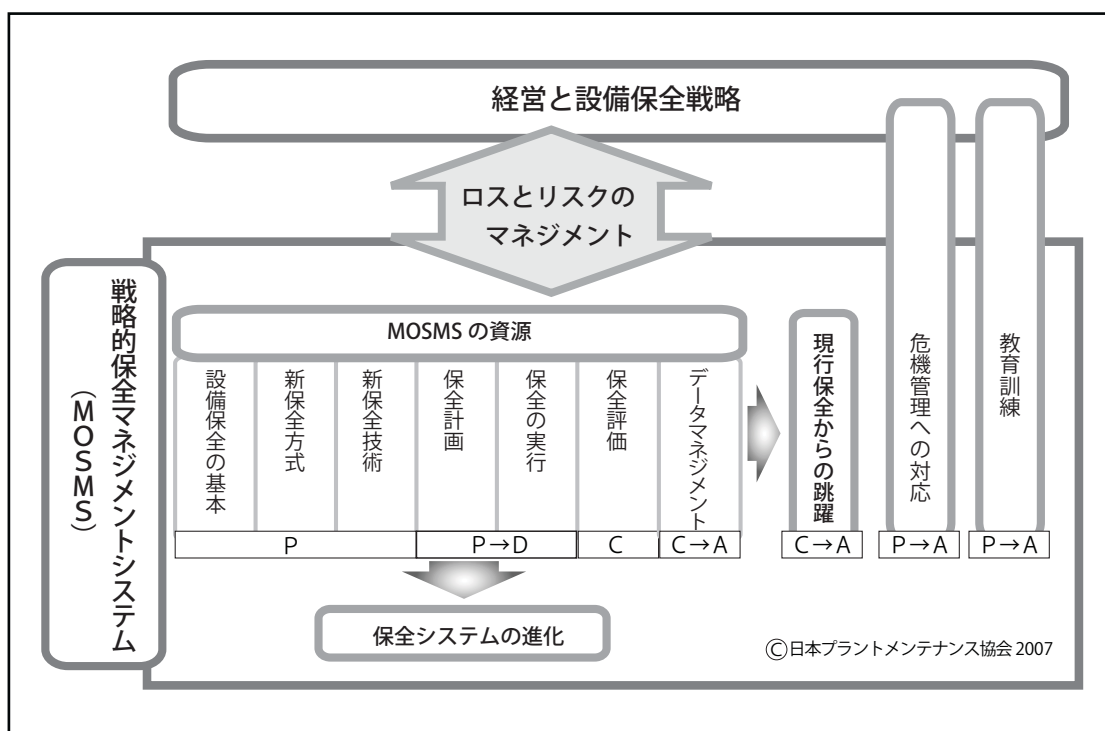 経営と設備保全戦略
ロスとリスクの
マネジメント
戦略的保全マネジメントシステム
（MOSMS）
MOSMS の資源
設備保全の基本
新保全方式
新保全技術
保全計画
保全の実行
保全評価
データマネジメント
現行保全からの跳躍
危機管理への対応
教育訓練
P
P→D
C
C→A
C→A
P→A
P→A
保全システムの進化
Ⓒ日本プラントメンテナンス協会 2007